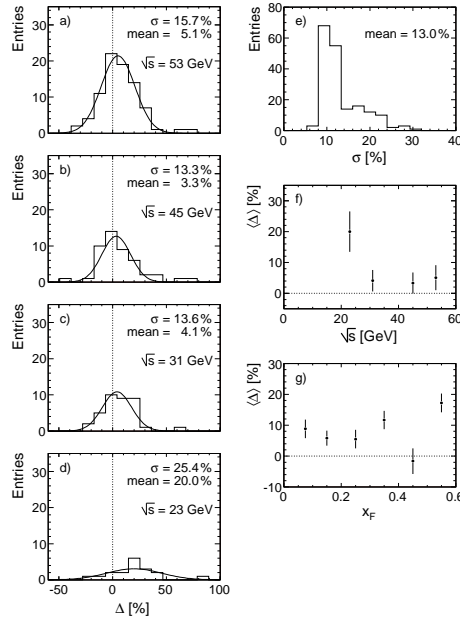 Entries
a)
σ = 15.7%
mean = 5.1%
√s = 53 GeV
30
20
10
0
Entries
b)
σ = 13.3%
mean = 3.3%
√s = 45 GeV
30
20
10
0
Entries
c)
σ = 13.6%
mean = 4.1%
√s = 31 GeV
30
20
10
0
Entries
d)
σ = 25.4%
mean = 20.0%
√s = 23 GeV
30
20
10
0
-50 0 50 100
Δ [%]
Entries
e)
mean = 13.0%
80
60
40
20
0
0 10 20 30 40
σ [%]
⟨Δ⟩ [%]
f)
30
20
10
0
0 20 40 60
√s [GeV]
⟨Δ⟩ [%]
g)
30
20
10
0
-10
0 0.2 0.4 0.6
x_F